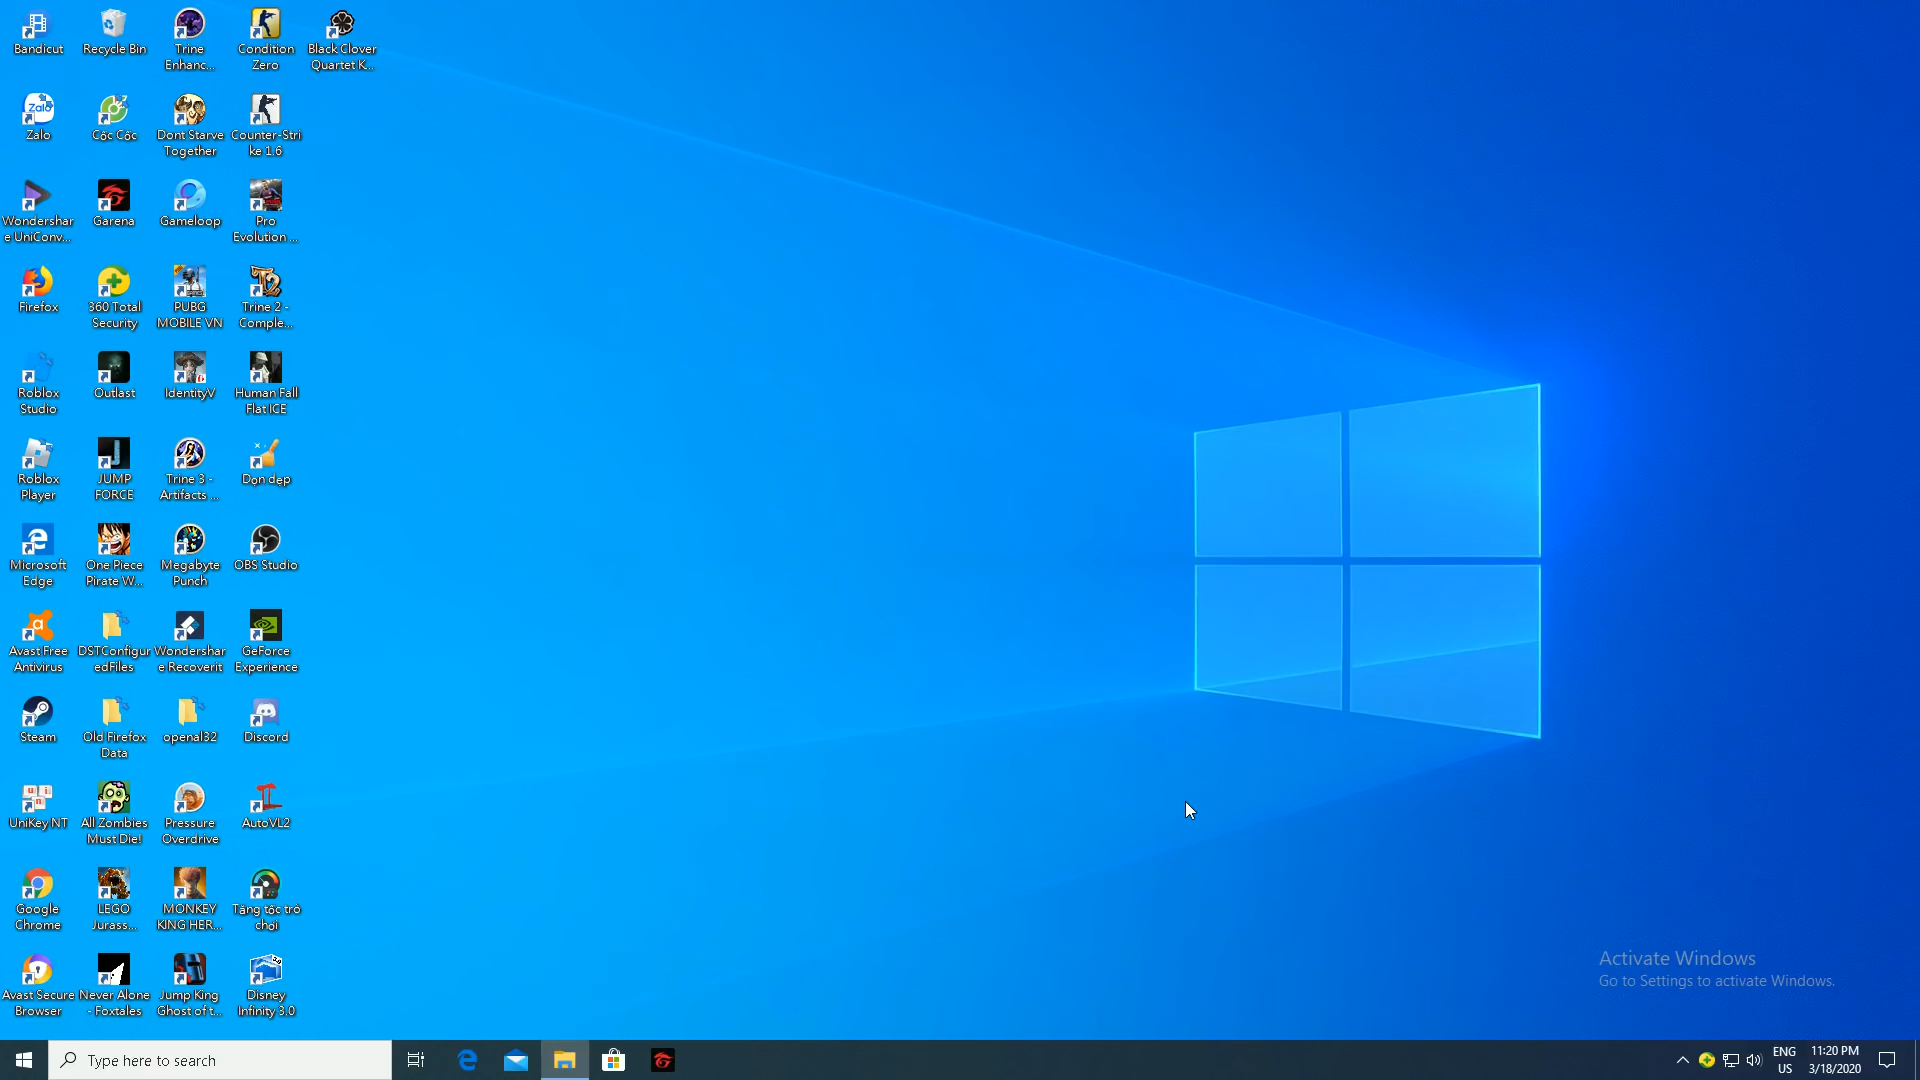 Bandicut
Recycle Bin
Trine
Enhanc...
Condition
Zero
Black Clover
Quartet K...
Zalo
Cốc Cốc
Dont Starve
Together
Counter-Stri
ke 1.6
Wondershar
e UniConv...
Garena
Gameloop
Pro
Evolution ...
Firefox
360 Total
Security
PUBG
MOBILE VN
Trine 2 -
Comple...
Roblox
Studio
Outlast
IdentityV
Human Fall
Flat ICE
Roblox
Player
JUMP
FORCE
Trine 3 -
Artifacts ...
Dọn dẹp
Microsoft
Edge
One Piece
Pirate W...
Megabyte
Punch
OBS Studio
Avast Free
Antivirus
DSTConfigur
edFiles
Wondershar
e Recoverit
GeForce
Experience
Steam
Old Firefox
Data
openal32
Discord
UniKey NT
All Zombies
Must Die!
Pressure
Overdrive
AutoVL2
Google
Chrome
LEGO
Jurass...
MONKEY
KING HER...
Tăng tốc trò
chơi
Avast Secure
Browser
Never Alone
- Foxtales
Jump King
Ghost of t...
Disney
Infinity 3.0
Activate Windows
Go to Settings to activate Windows.
Type here to search
ENG
US
11:20 PM
3/18/2020